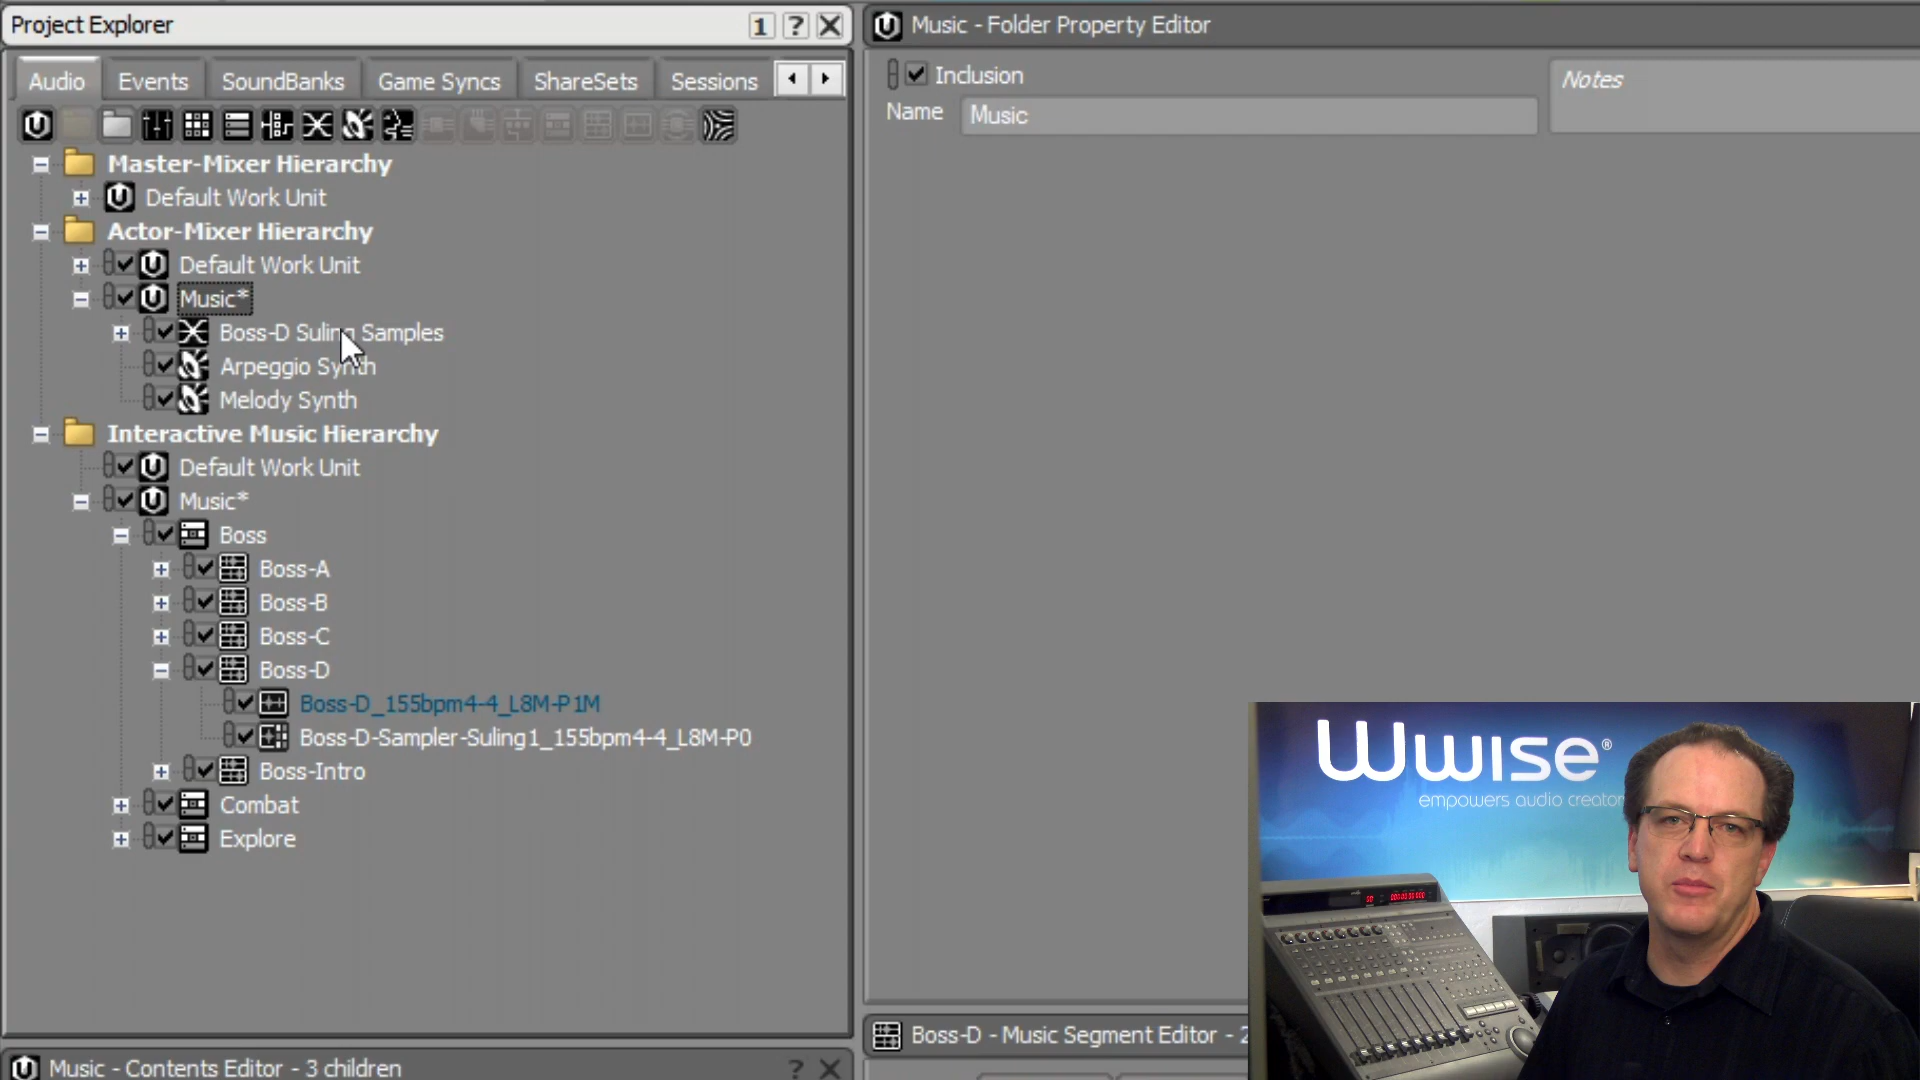 Project Explorer
1 ?
Music - Folder Property Editor
Audio Events SoundBanks Game Syncs ShareSets Sessions
Inclusion
Notes
Name Music
Master-Mixer Hierarchy
Default Work Unit
Actor-Mixer Hierarchy
Default Work Unit
Music*
Boss-D Suling Samples
Arpeggio Synth
Melody Synth
Interactive Music Hierarchy
Default Work Unit
Music*
Boss
Boss-A
Boss-B
Boss-C
Boss-D
Boss-D_155bpm4-4_L8M-P1M
Boss-D-Sampler-Suling1_155bpm4-4_L8M-P0
Boss-Intro
Combat
Explore
Wwise®
empowers audio
Boss-D - Music Segment Editor - 2
Music - Contents Editor - 3 children
?